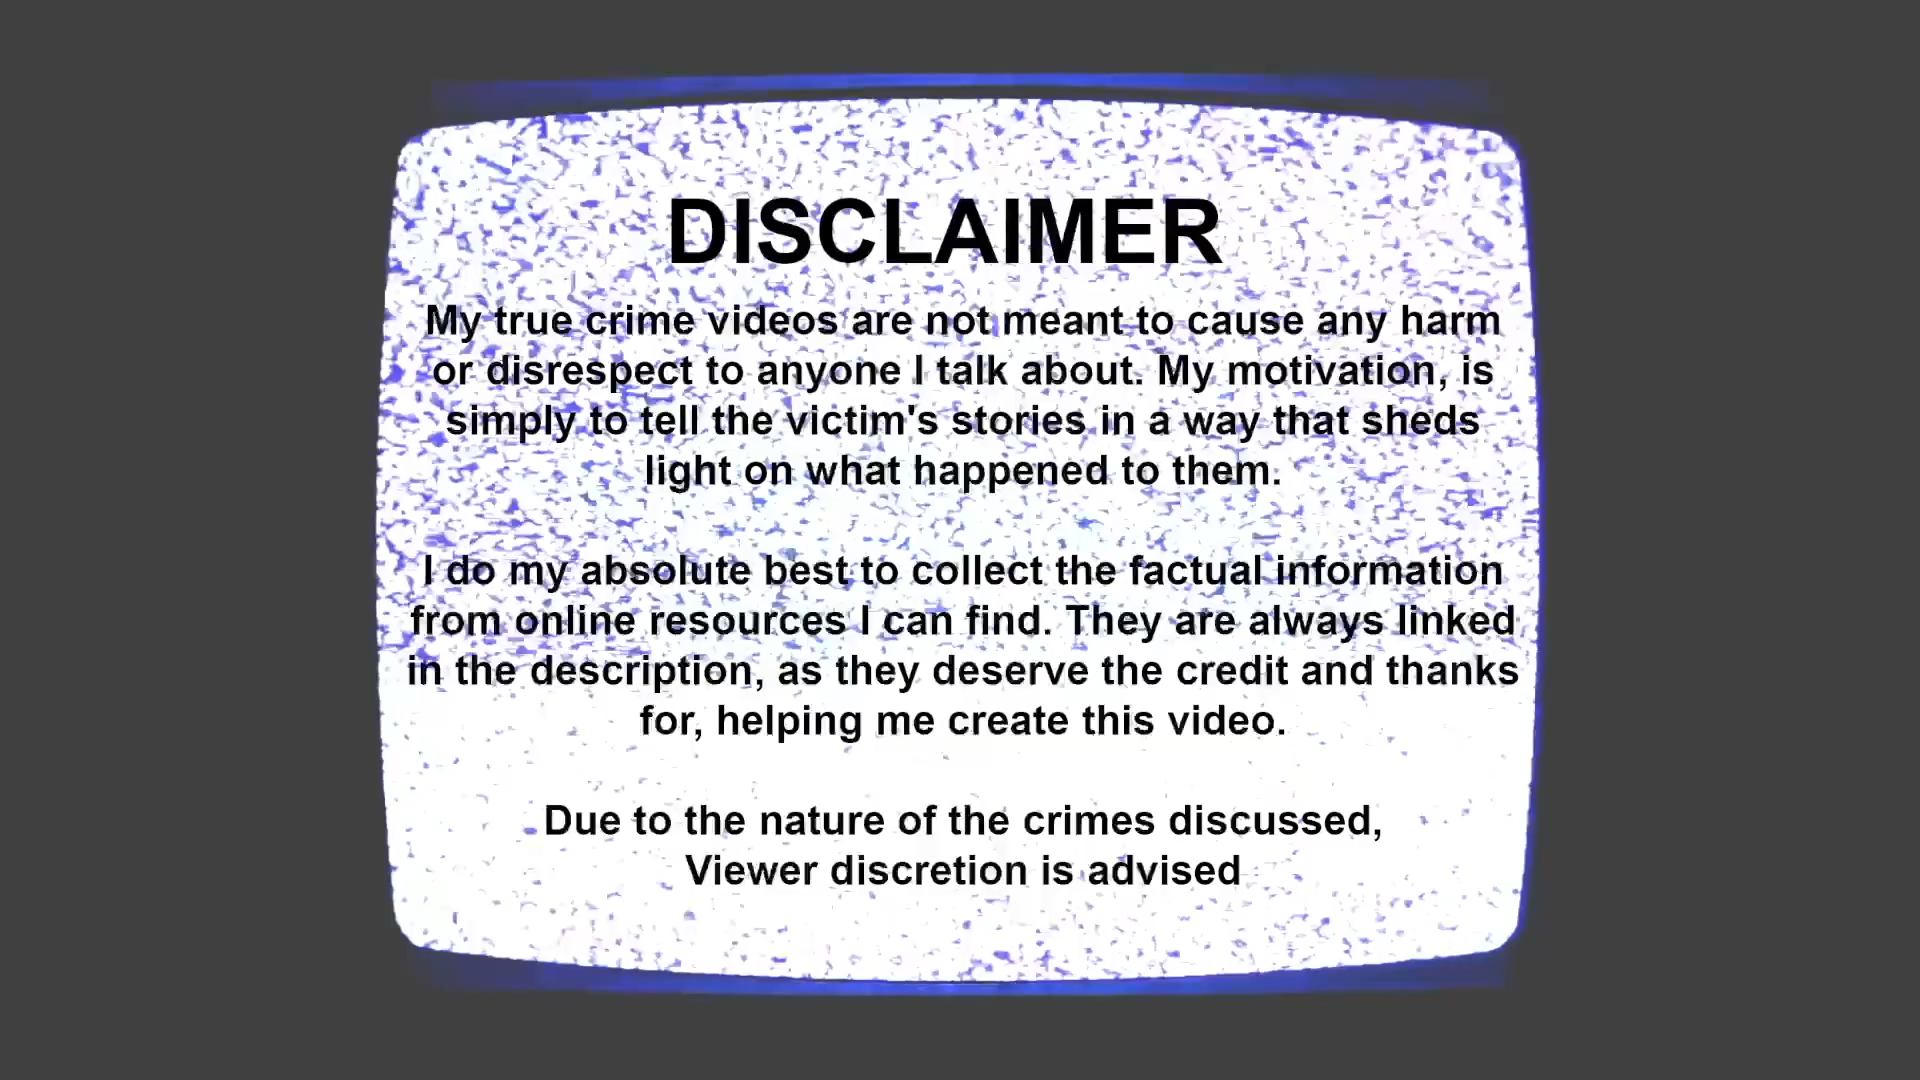 DISCLAIMER
My true crime videos are not meant to cause any harm
or disrespect to anyone I talk about. My motivation, is
simply to tell the victim's stories in a way that sheds
light on what happened to them.
I do my absolute best to collect the factual information
from online resources I can find. They are always linked
in the description, as they deserve the credit and thanks
for, helping me create this video.
Due to the nature of the crimes discussed,
Viewer discretion is advised